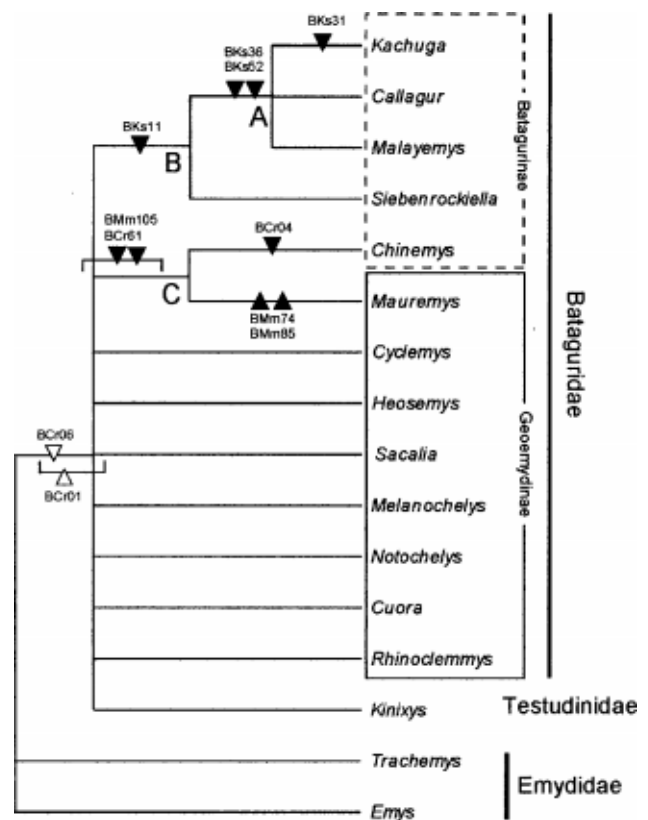 BKs31
Kachuga
BKs36
BKs52
Callagur
A
BKs11
Malayemys
B
Siebenrockiella
Batagurinae
BMm105
BCr61
BCr04
Chinemys
C
Mauremys
BMm74
BMm85
Cyclemys
Heosemys
BCr06
Sacalia
BCr01
Melanochelys
Notochelys
Cuora
Rhinoclemmys
Geoemydinae
Bataguridae
Kinixys
Testudinidae
Trachemys
Emydidae
Emys